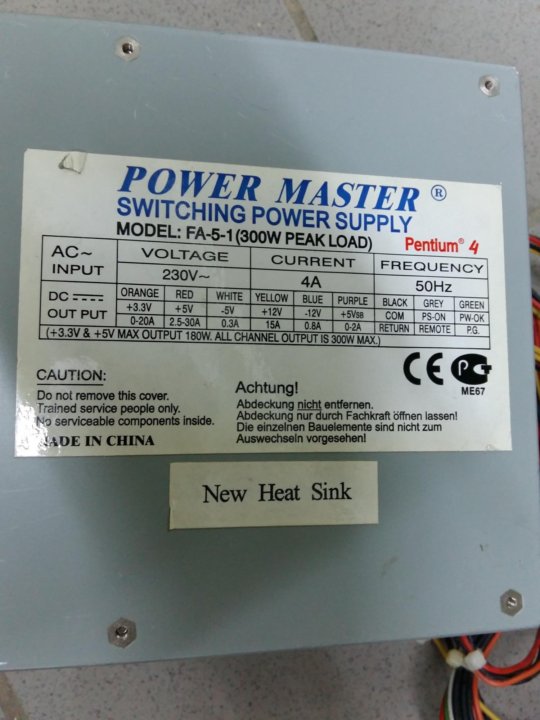 POWER MASTER ®
SWITCHING POWER SUPPLY
MODEL: FA-5-1(300W PEAK LOAD) Pentium® 4
AC~ INPUT VOLTAGE CURRENT FREQUENCY
230V~ 4A 50Hz
DC OUT PUT ORANGE RED WHITE YELLOW BLUE PURPLE BLACK GREY GREEN
+3.3V +5V -5V +12V -12V +5VSB COM PS-ON PW-OK
0-20A 2.5-30A 0.3A 15A 0.8A 0-2A RETURN REMOTE P.G.
(+3.3V & +5V MAX OUTPUT 180W. ALL CHANNEL OUTPUT IS 300W MAX.)
CAUTION:
Do not remove this cover.
Trained service people only.
No serviceable components inside.
MADE IN CHINA
Achtung!
Abdeckung nicht entfernen.
Abdeckung nur durch Fachkraft öffnen lassen!
Die einzelnen Bauelemente sind nicht zum
Auswechseln vorgesehen!
CE PG
ME67
New Heat Sink